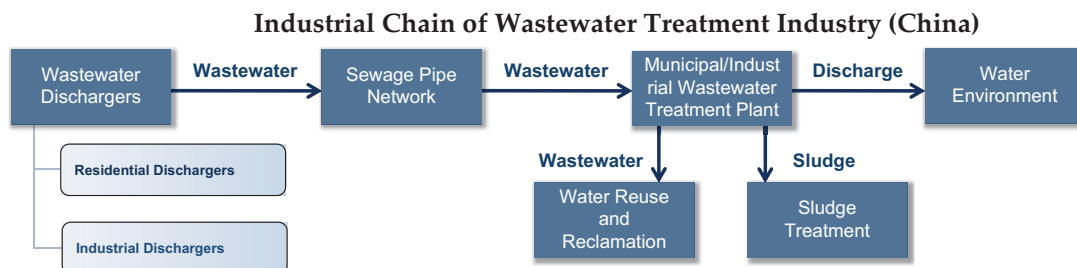 Industrial Chain of Wastewater Treatment Industry (China)
Wastewater
Dischargers
Wastewater
Sewage Pipe
Network
Wastewater
Municipal/Indust
rial Wastewater
Treatment Plant
Discharge
Water
Environment
Residential Dischargers
Industrial Dischargers
Wastewater
Water Reuse
and
Reclamation
Sludge
Sludge
Treatment